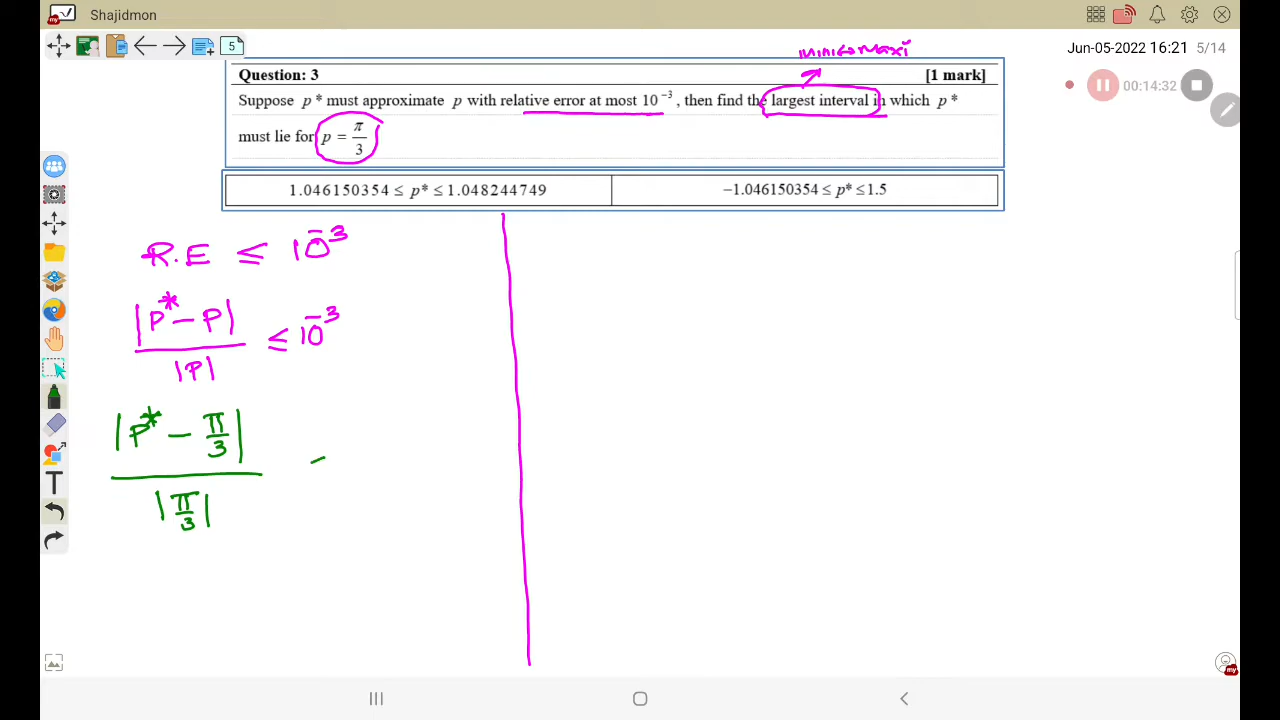 Shajidmon
5
Jun-05-2022 16:21 5/14
00:14:32
mini↔Maxi
Question: 3 [1 mark]
Suppose p* must approximate p with relative error at most 10⁻³, then find the largest interval in which p*
must lie for p = π/3
1.046150354 ≤ p* ≤ 1.048244749
−1.046150354 ≤ p* ≤ 1.5
R.E ≤ 10⁻³
|P* − P| / |P| ≤ 10⁻³
|P* − π/3| / |π/3|